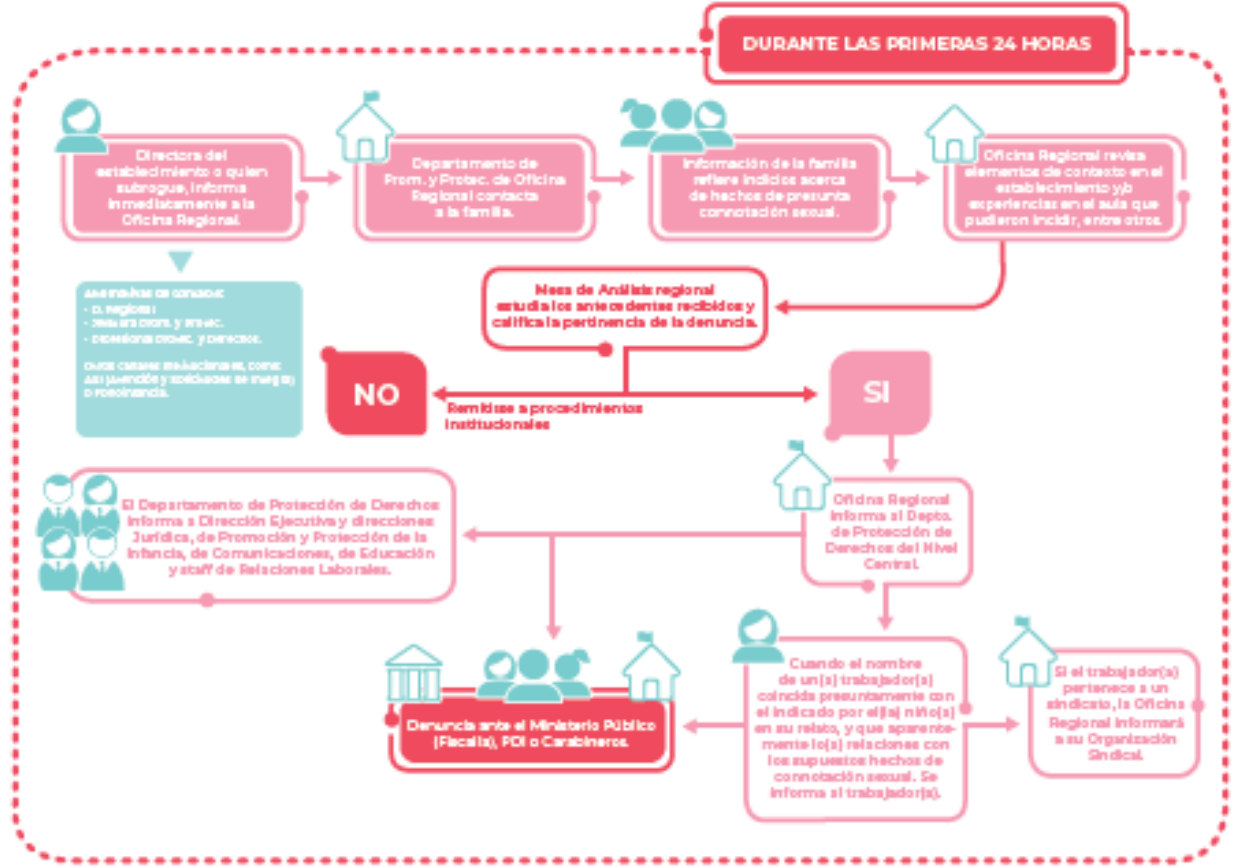 DURANTE LAS PRIMERAS 24 HORAS
Directora del
establecimiento o quien
subrogue, informa
inmediatamente a la
Oficina Regional.
Departamento de
Prom. y Protec. de Oficina
Regional contacta
a la familia.
Información de la familia
refiere indicios acerca
de hechos de presunta
connotación sexual.
Oficina Regional revisa
elementos de contexto en el
establecimiento y/o
experiencias en el aula que
pudieron incidir, entre otros.
- D. Regional
Mesa de Análisis regional
estudia los antecedentes recibidos y
califica la pertinencia de la denuncia.
NO
Remitirse a procedimientos
institucionales
SI
Oficina Regional
informa al Depto.
de Protección de
Derechos del Nivel
Central.
El Departamento de Protección de Derechos
informa a Dirección Ejecutiva y direcciones
Jurídica, de Promoción y Protección de la
Infancia, de Comunicaciones, de Educación
y staff de Relaciones Laborales.
Cuando el nombre
de un(a) trabajador(a)
coincida presuntamente con
el indicado por el(la) niño(a)
en su relato, y que aparente-
mente lo(a) relaciones con
los supuestos hechos de
connotación sexual. Se
informa al trabajador(a).
Si el trabajador(a)
pertenece a un
sindicato, la Oficina
Regional informará
a su Organización
Sindical.
Denuncia ante el Ministerio Público
(Fiscalía), PDI o Carabineros.